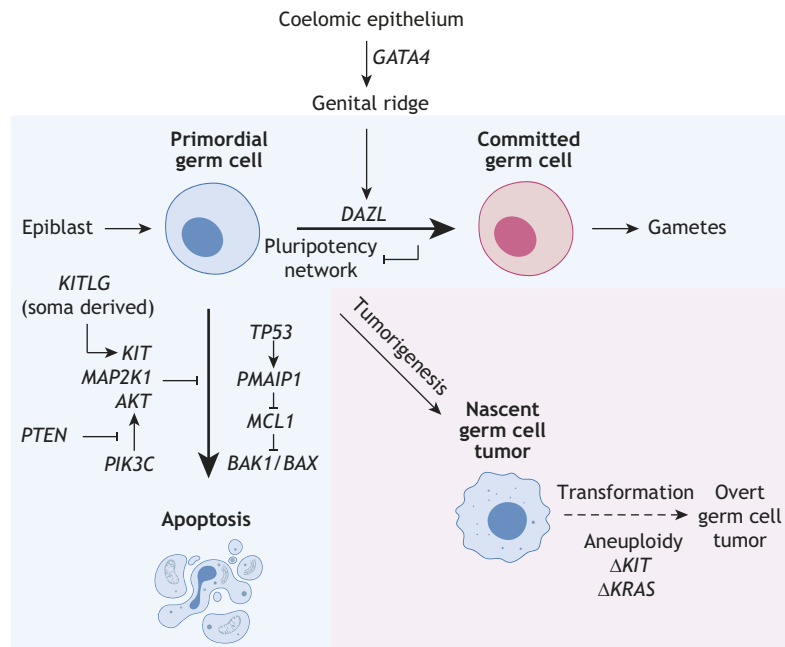 Coelomic epithelium
GATA4
Genital ridge
Primordial
germ cell
Committed
germ cell
DAZL
Epiblast
Gametes
Pluripotency
network
KITLG
(soma derived)
KIT
MAP2K1
AKT
PTEN
PIK3C
TP53
PMAIP1
MCL1
BAK1/BAX
Apoptosis
Tumorigenesis
Nascent
germ cell
tumor
Transformation
Aneuploidy
ΔKIT
ΔKRAS
Overt
germ cell
tumor